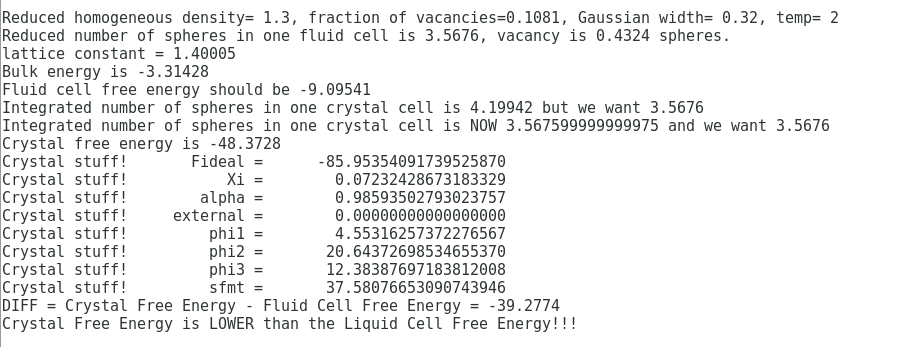 Reduced homogeneous density= 1.3, fraction of vacancies=0.1081, Gaussian width= 0.32, temp= 2
Reduced number of spheres in one fluid cell is 3.5676, vacancy is 0.4324 spheres.
lattice constant = 1.40005
Bulk energy is -3.31428
Fluid cell free energy should be -9.09541
Integrated number of spheres in one crystal cell is 4.19942 but we want 3.5676
Integrated number of spheres in one crystal cell is NOW 3.567599999999975 and we want 3.5676
Crystal free energy is -48.3728
Crystal stuff!       Fideal =      -85.95354091739525870
Crystal stuff!           Xi =        0.07232428673183329
Crystal stuff!        alpha =        0.98593502793023757
Crystal stuff!     external =        0.00000000000000000
Crystal stuff!         phi1 =        4.55316257372276567
Crystal stuff!         phi2 =       20.64372698534655370
Crystal stuff!         phi3 =       12.38387697183812008
Crystal stuff!         sfmt =       37.58076653090743946
DIFF = Crystal Free Energy - Fluid Cell Free Energy = -39.2774
Crystal Free Energy is LOWER than the Liquid Cell Free Energy!!!